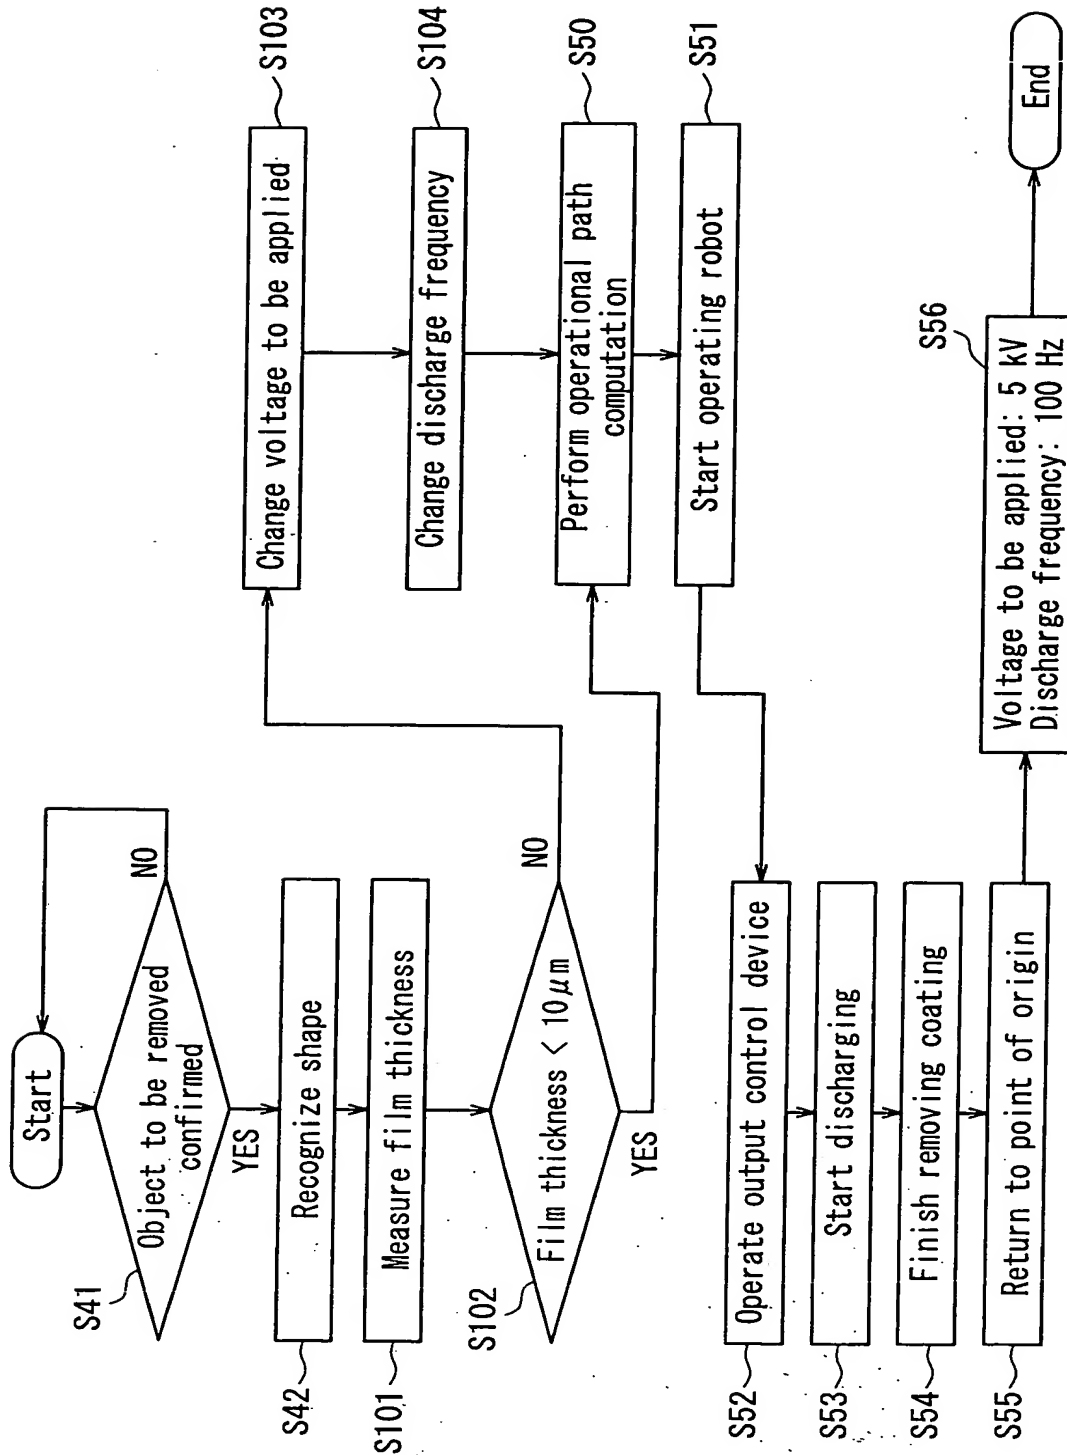 Start
S41
Object to be removed
confirmed
NO
YES
S42
Recognize shape
S101
Measure film thickness
S102
Film thickness < 10μm
NO
YES
Change voltage to be applied
S103
Change discharge frequency
S104
Perform operational path
computation
S50
Start operating robot
S51
S52
Operate output control device
S53
Start discharging
S54
Finish removing coating
S55
Return to point of origin
S56
Voltage to be applied: 5 kV
Discharge frequency: 100 Hz
End